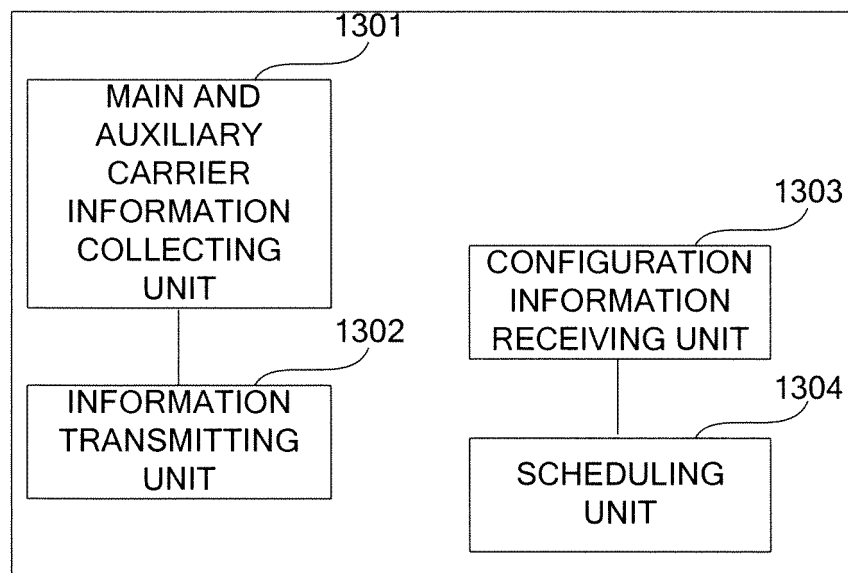 1301
MAIN AND
AUXILIARY
CARRIER
INFORMATION
COLLECTING
UNIT
1302
INFORMATION
TRANSMITTING
UNIT
1303
CONFIGURATION
INFORMATION
RECEIVING UNIT
1304
SCHEDULING
UNIT